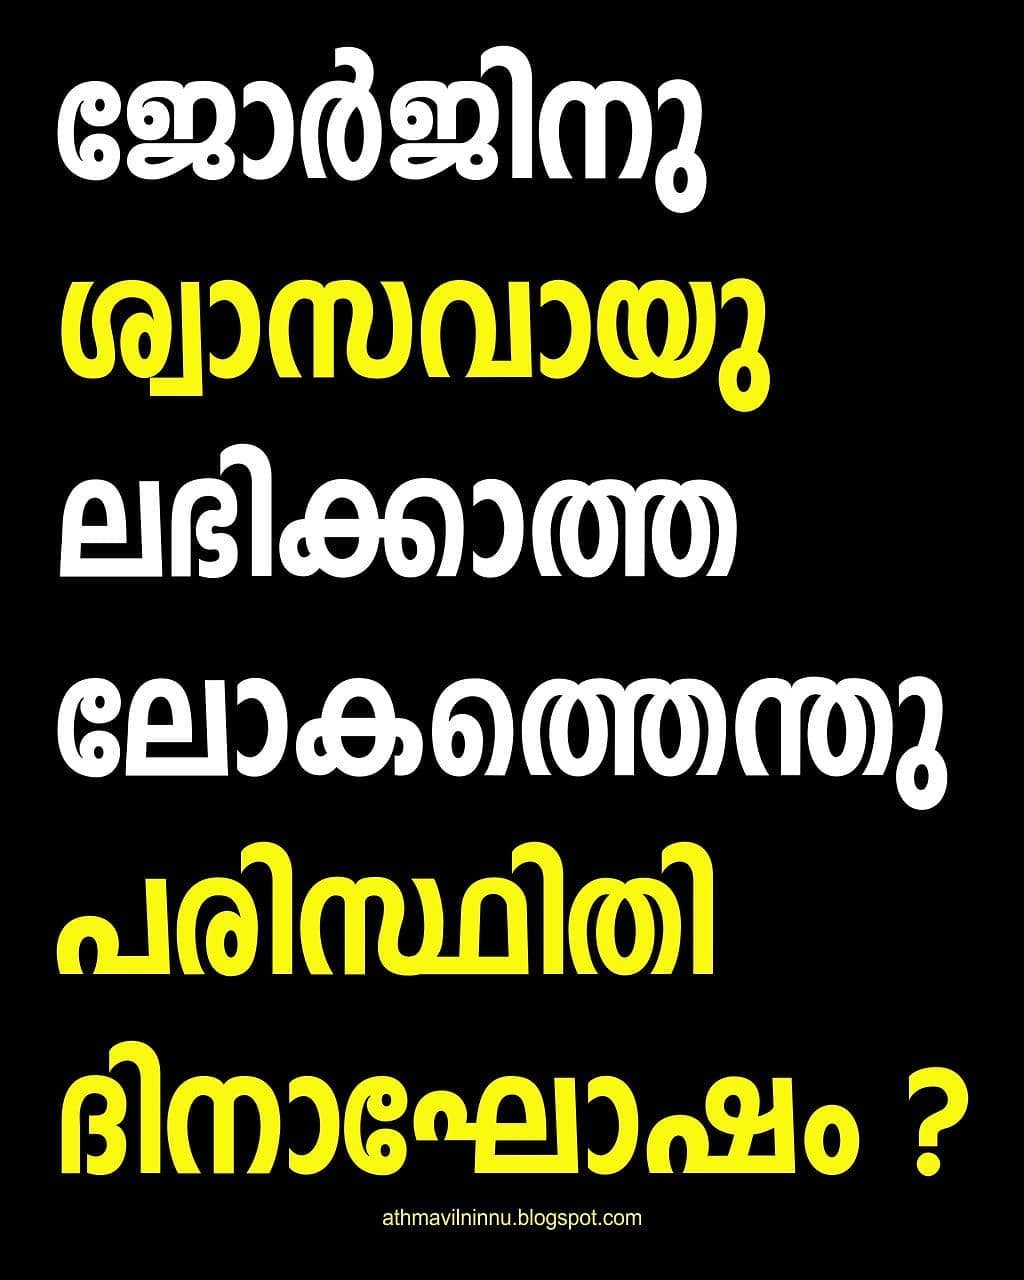 ജോർജിനു
ശ്വാസവായു
ലഭിക്കാത്ത
ലോകത്തെന്തു
പരിസ്ഥിതി
ദിനാഘോഷം ?
athmavilninnu.blogspot.com